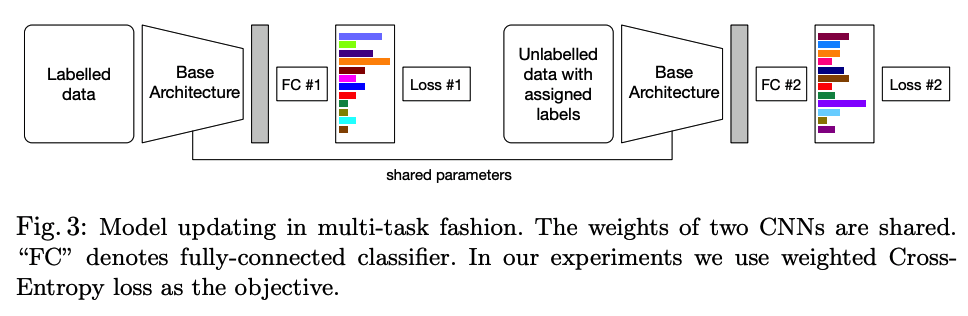 Labelled
data
Base
Architecture
FC #1
Loss #1
Unlabelled
data with
assigned
labels
Base
Architecture
FC #2
Loss #2
shared parameters
Fig. 3: Model updating in multi-task fashion. The weights of two CNNs are shared.
“FC” denotes fully-connected classifier. In our experiments we use weighted Cross-
Entropy loss as the objective.